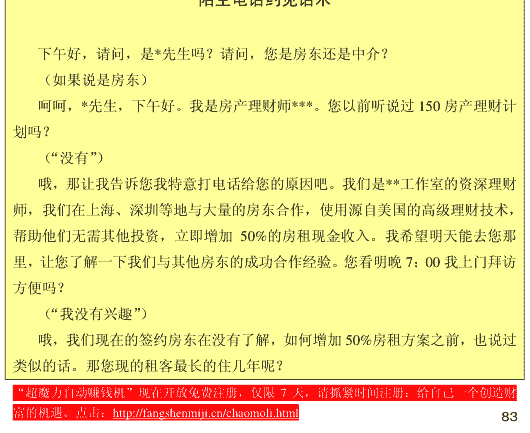 陌生电话约见话术
下午好，请问，是*先生吗？请问，您是房东还是中介？
（如果说是房东）
呵呵，*先生，下午好。我是房产理财师***。您以前听说过 150 房产理财计
划吗？
（“没有”）
哦，那让我告诉您我特意打电话给您的原因吧。我们是**工作室的资深理财
师，我们在上海、深圳等地与大量的房东合作，使用源自美国的高级理财技术，
帮助他们无需其他投资，立即增加 50%的房租现金收入。我希望明天能去您那
里，让您了解一下我们与其他房东的成功合作经验。您看明晚 7：00 我上门拜访
方便吗？
（“我没有兴趣”）
哦，我们现在的签约房东在没有了解，如何增加 50%房租方案之前，也说过
类似的话。那您现的租客最长的住几年呢？
“超魔力自动赚钱机”现在开放免费注册，仅限 7 天，请抓紧时间注册；给自己一个创造财
富的机遇。点击：http://fangshenmiji.cn/chaomoli.html
83